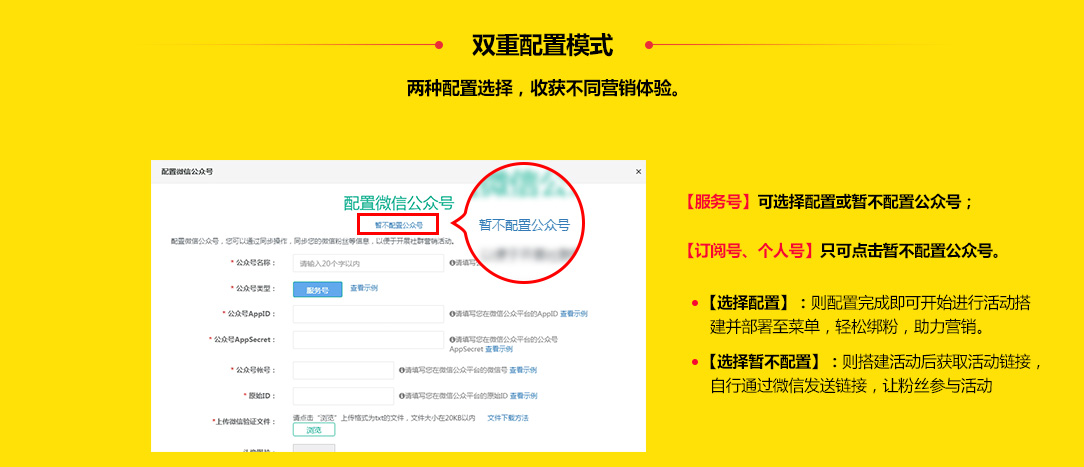 双重配置模式
两种配置选择，收获不同营销体验。
配置微信公众号
×
配置微信公众号
暂不配置公众号
暂不配置公众号
配置微信公众号，您可以通过同步操作，同步您的微信粉丝等信息，以便于开展社群营销活动。
* 公众号名称：
请输入20个字以内
请填写
* 公众号类型：
服务号
查看示例
* 公众号AppID：
请填写您在微信公众平台的AppID 查看示例
* 公众号AppSecret：
请填写您在微信公众平台的公众号
AppSecret 查看示例
* 公众号帐号：
请填写您在微信公众平台的微信号 查看示例
* 原始ID：
请填写您在微信公众平台的原始ID 查看示例
*上传微信验证文件：
请点击“浏览”上传格式为txt的文件，文件大小在20KB以内 文件下载方法
浏览
【服务号】可选择配置或暂不配置公众号；
【订阅号、个人号】只可点击暂不配置公众号。
• 【选择配置】：则配置完成即可开始进行活动搭
建并部署至菜单，轻松绑粉，助力营销。
• 【选择暂不配置】：则搭建活动后获取活动链接，
自行通过微信发送链接，让粉丝参与活动